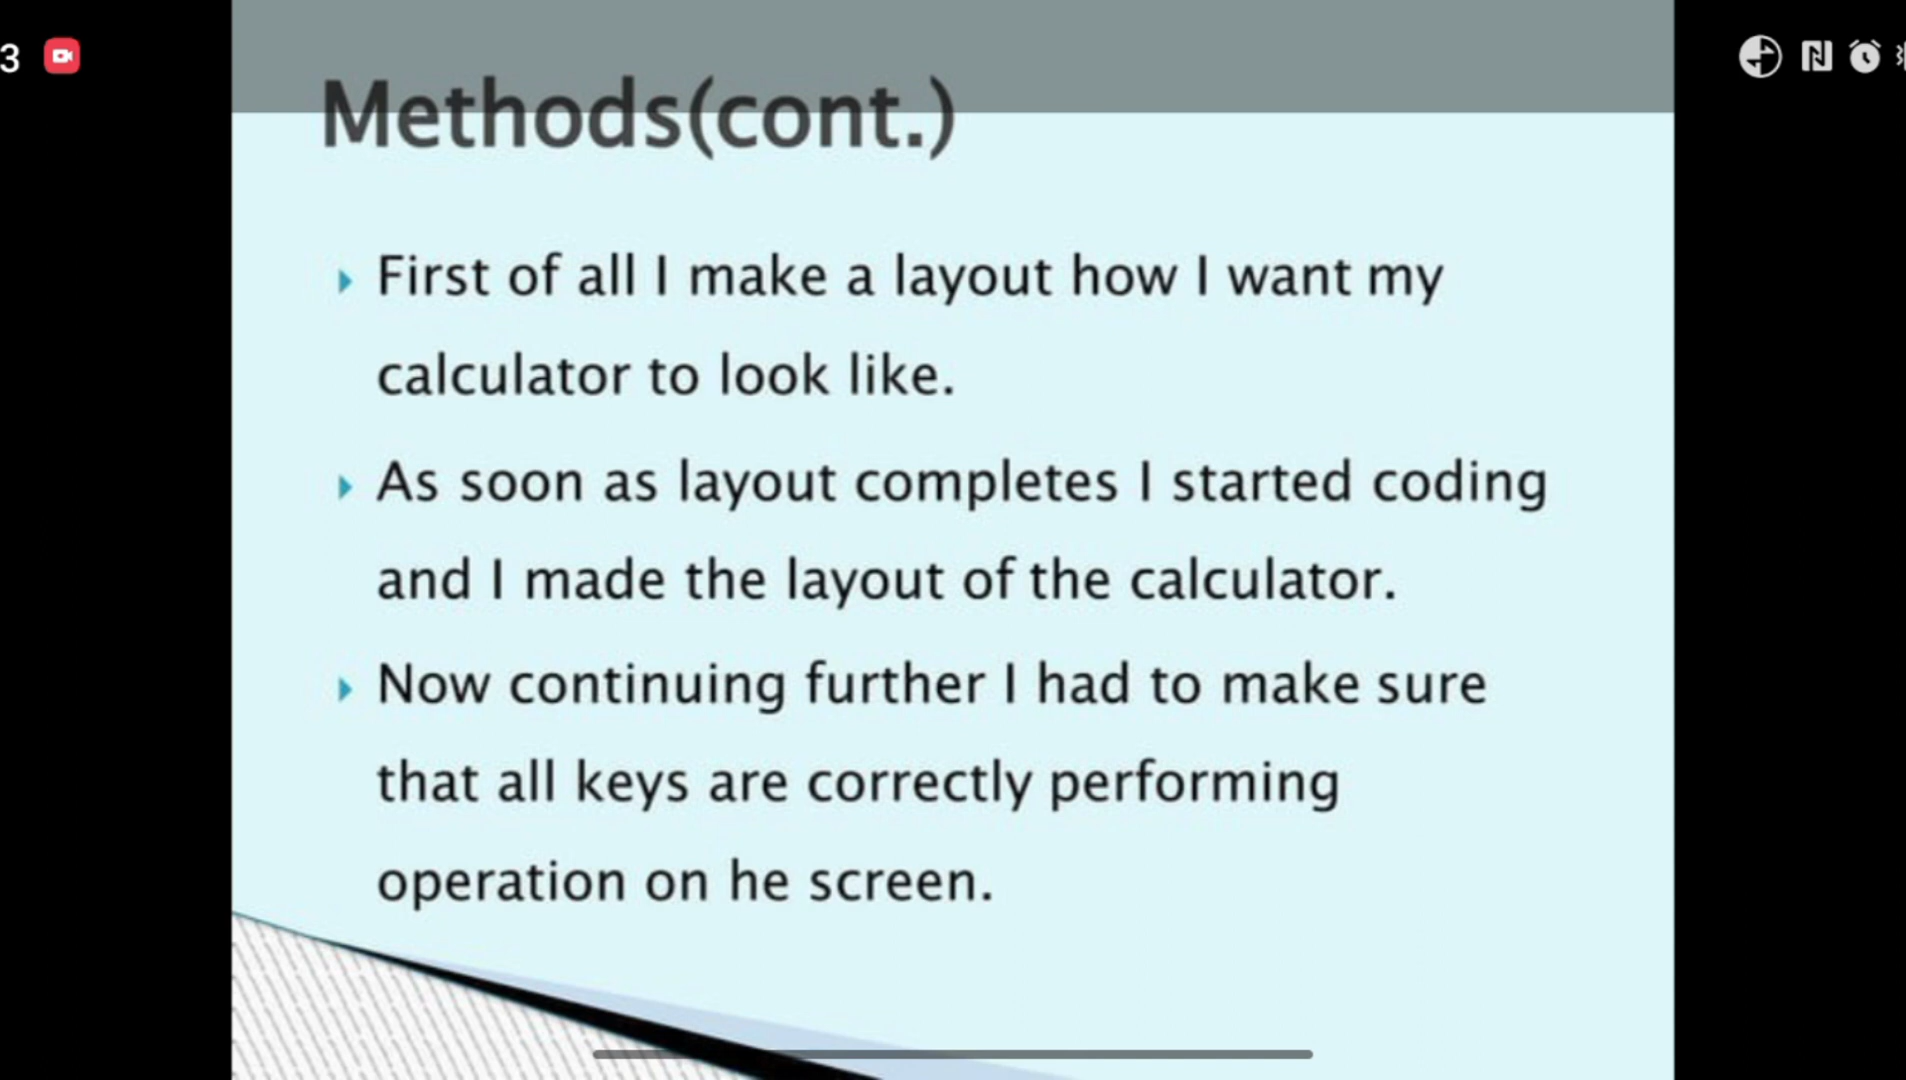 3
Methods(cont.)
First of all I make a layout how I want my
calculator to look like.
As soon as layout completes I started coding
and I made the layout of the calculator.
Now continuing further I had to make sure
that all keys are correctly performing
operation on he screen.